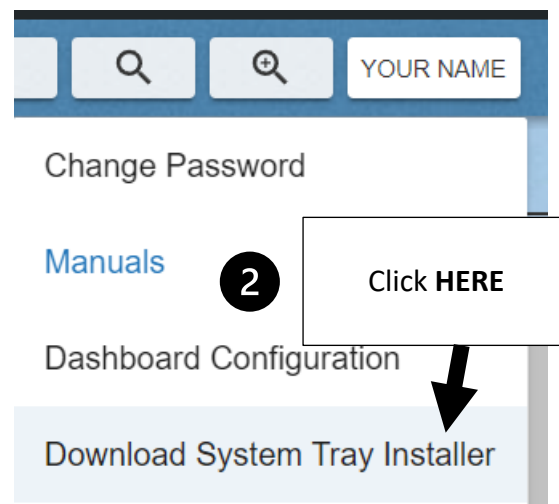 YOUR NAME
Change Password
Manuals
2
Click HERE
Dashboard Configuration
Download System Tray Installer